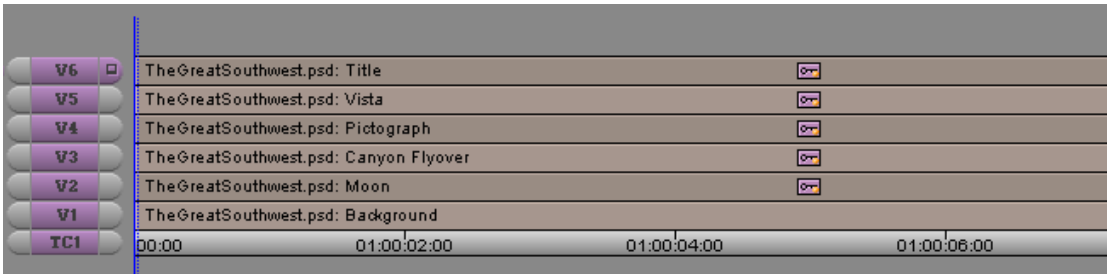 V6 TheGreatSouthwest.psd: Title
V5 TheGreatSouthwest.psd: Vista
V4 TheGreatSouthwest.psd: Pictograph
V3 TheGreatSouthwest.psd: Canyon Flyover
V2 TheGreatSouthwest.psd: Moon
V1 TheGreatSouthwest.psd: Background
TC1 00:00 01:00:02:00 01:00:04:00 01:00:06:00